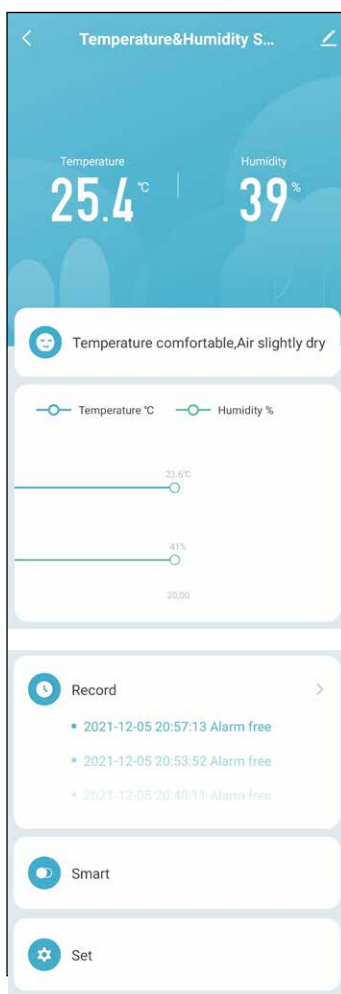 Temperature&Humidity S...
Temperature Humidity
25.4 °C 39 %
Temperature comfortable,Air slightly dry
Temperature °C Humidity %
23.6°C
41%
20:00
Record
2021-12-05 20:57:13 Alarm free
2021-12-05 20:53:52 Alarm free
2021-12-05 20:48:11 Alarm free
Smart
Set